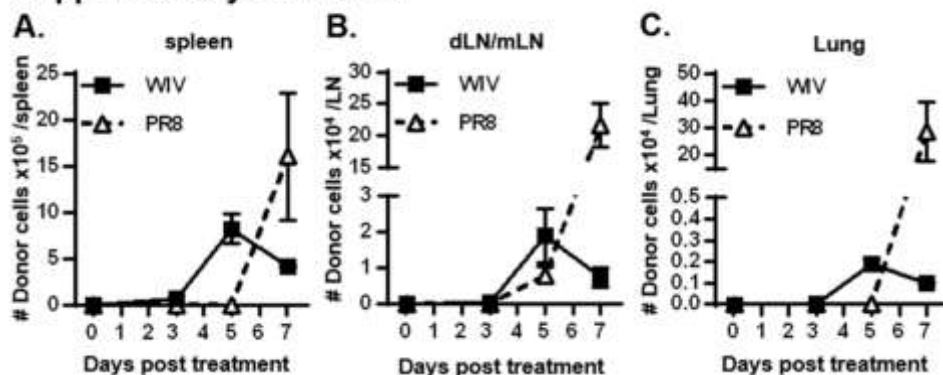 A.
spleen
# Donor cells x10⁵ /spleen
25
20
15
10
5
0
WIV
PR8
0 1 2 3 4 5 6 7
Days post treatment
B.
dLN/mLN
# Donor cells x10⁴ /LN
30
25
20
15
3
2
1
0
WIV
PR8
0 1 2 3 4 5 6 7
Days post treatment
C.
Lung
# Donor cells x10⁴ /Lung
50
40
30
20
0.5
0.4
0.3
0.2
0.1
0.0
WIV
PR8
0 1 2 3 4 5 6 7
Days post treatment